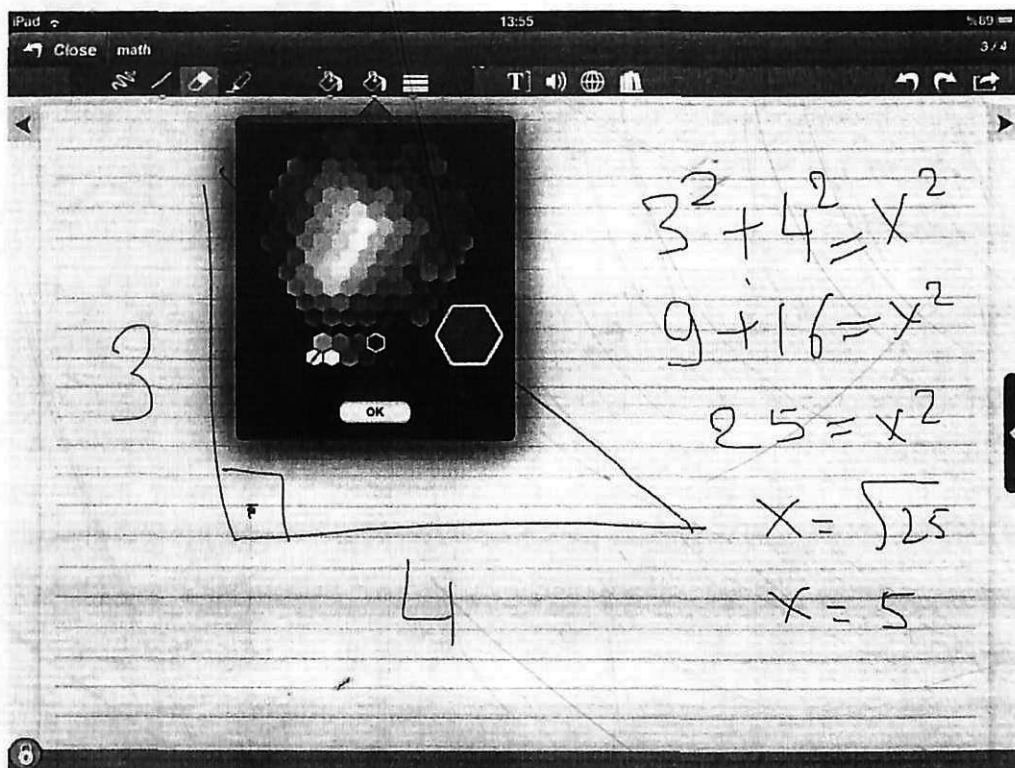 iPad 13:55 %89
Close math 3/4
T
3² + 4² = x²
9 + 16 = x²
3
OK
25 = x²
x = √25
4
x = 5